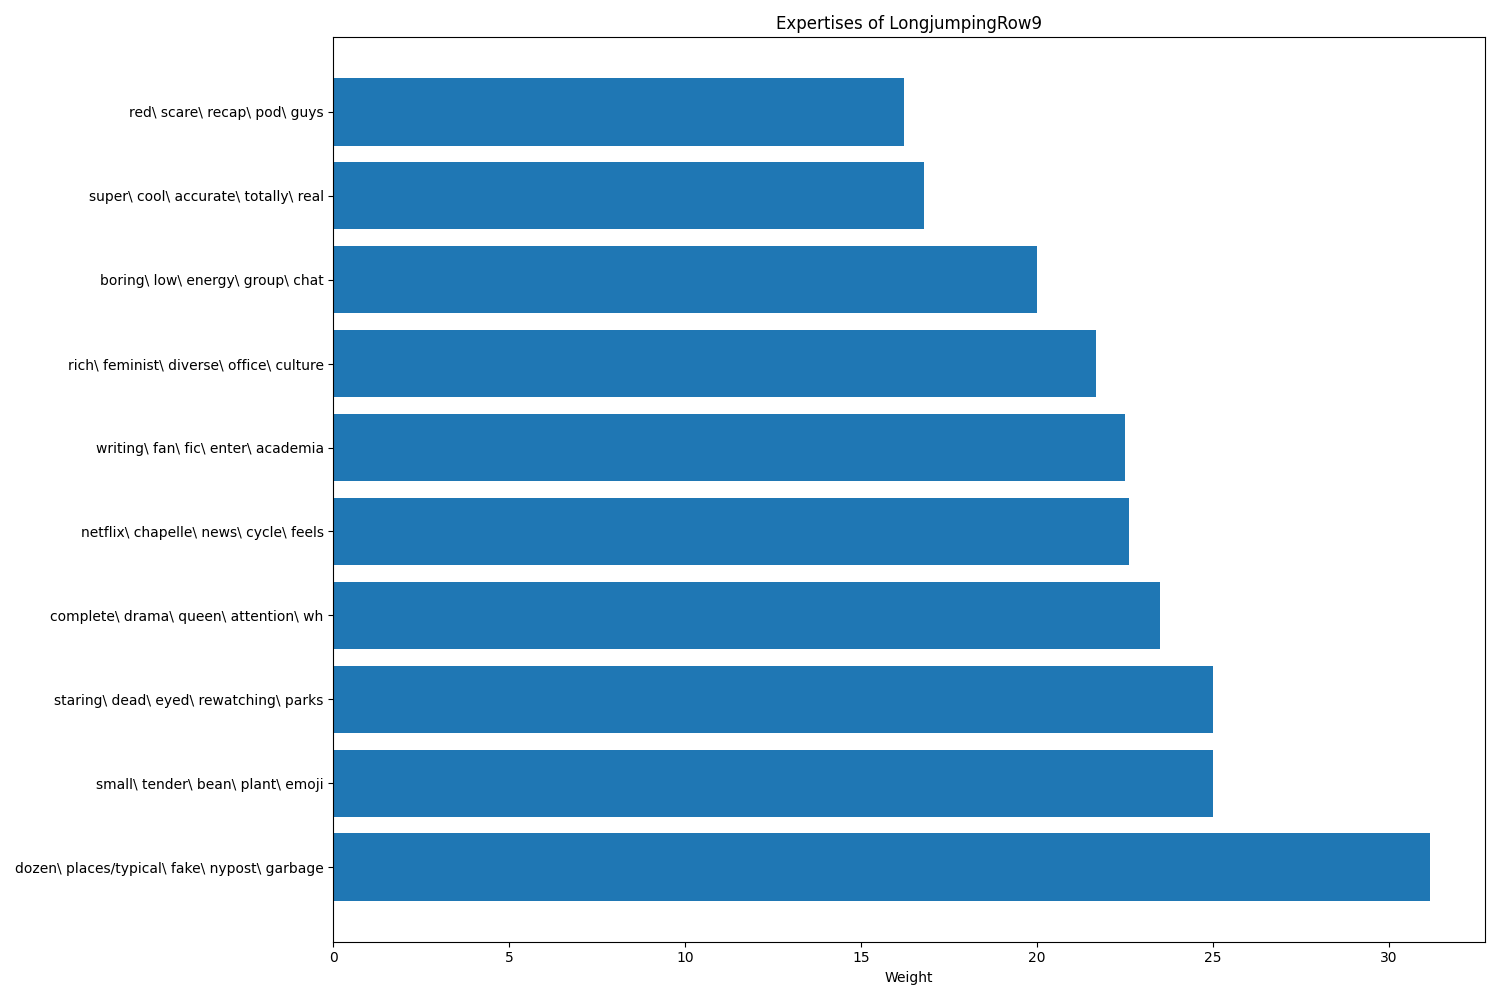 Expertises of LongjumpingRow9
red\ scare\ recap\ pod\ guys
super\ cool\ accurate\ totally\ real
boring\ low\ energy\ group\ chat
rich\ feminist\ diverse\ office\ culture
writing\ fan\ fic\ enter\ academia
netflix\ chapelle\ news\ cycle\ feels
complete\ drama\ queen\ attention\ wh
staring\ dead\ eyed\ rewatching\ parks
small\ tender\ bean\ plant\ emoji
dozen\ places/typical\ fake\ nypost\ garbage
0 5 10 15 20 25 30
Weight